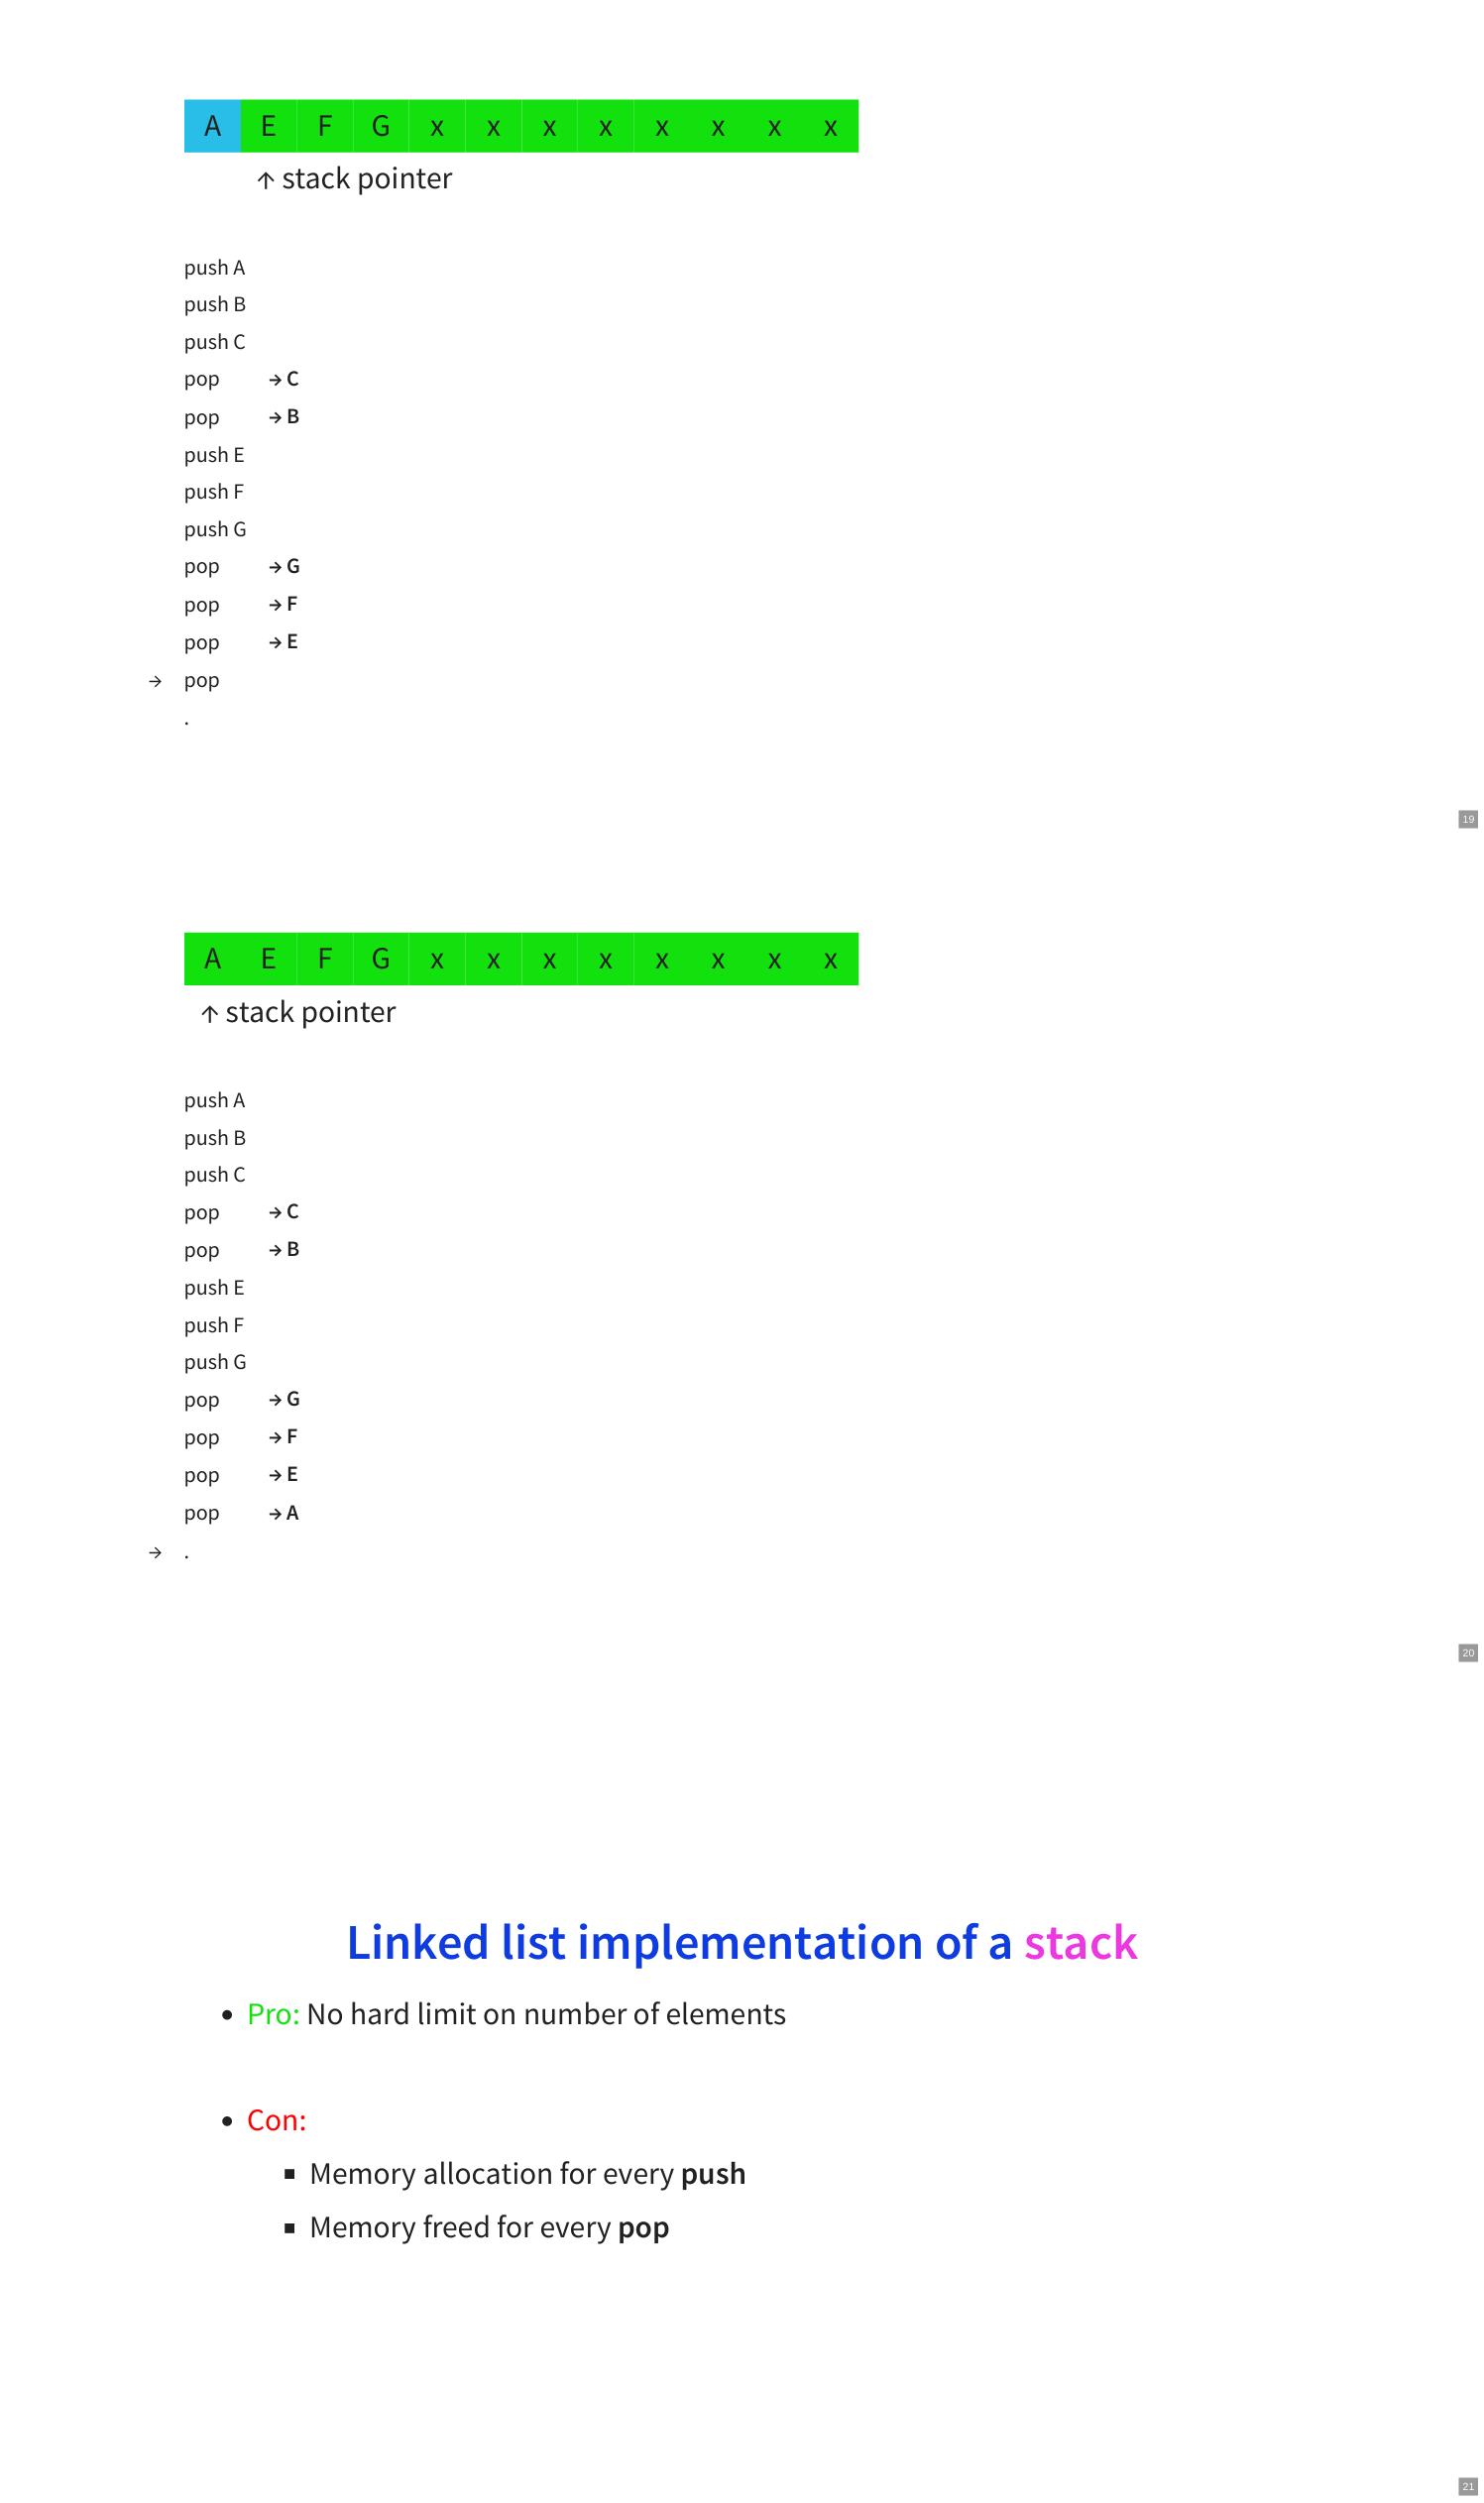 A E F G x x x x x x x x
↑ stack pointer
push A
push B
push C
pop → C
pop → B
push E
push F
push G
pop → G
pop → F
pop → E
→ pop
.
19
A E F G x x x x x x x x
↑ stack pointer
push A
push B
push C
pop → C
pop → B
push E
push F
push G
pop → G
pop → F
pop → E
pop → A
→ .
20
Linked list implementation of a stack
• Pro: No hard limit on number of elements
• Con:
▪ Memory allocation for every push
▪ Memory freed for every pop
21